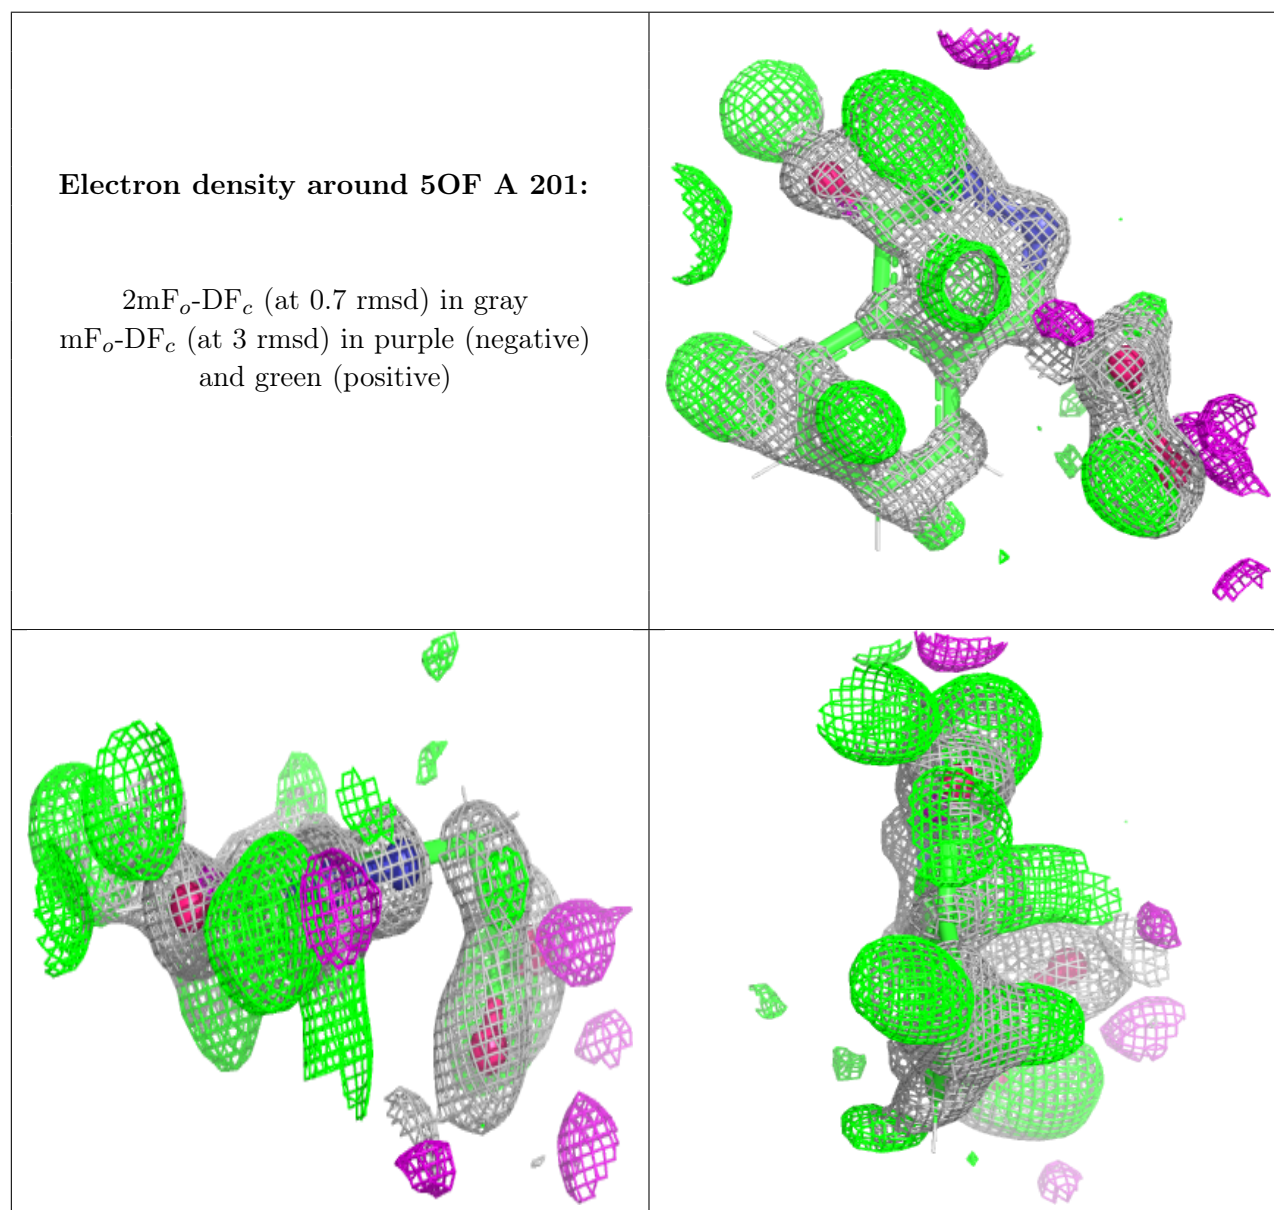 Electron density around 5OF A 201:
2mFo-DFc (at 0.7 rmsd) in gray
mFo-DFc (at 3 rmsd) in purple (negative)
and green (positive)